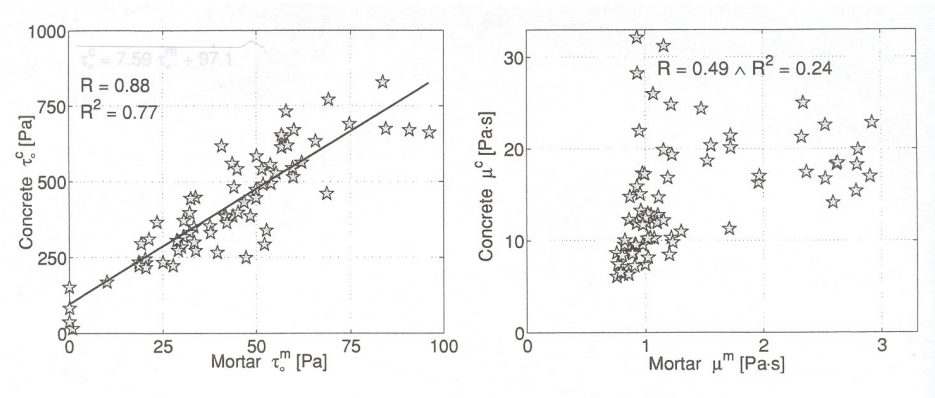 1000
750
500
250
0
Concrete τ₀ᶜ [Pa]
τ₀ᶜ = 7.59 τ₀ᵐ + 97.1
R = 0.88
R² = 0.77
0
25
50
75
100
Mortar τ₀ᵐ [Pa]
30
20
10
0
Concrete μᶜ [Pa·s]
R = 0.49 ∧ R² = 0.24
0
1
2
3
Mortar μᵐ [Pa·s]